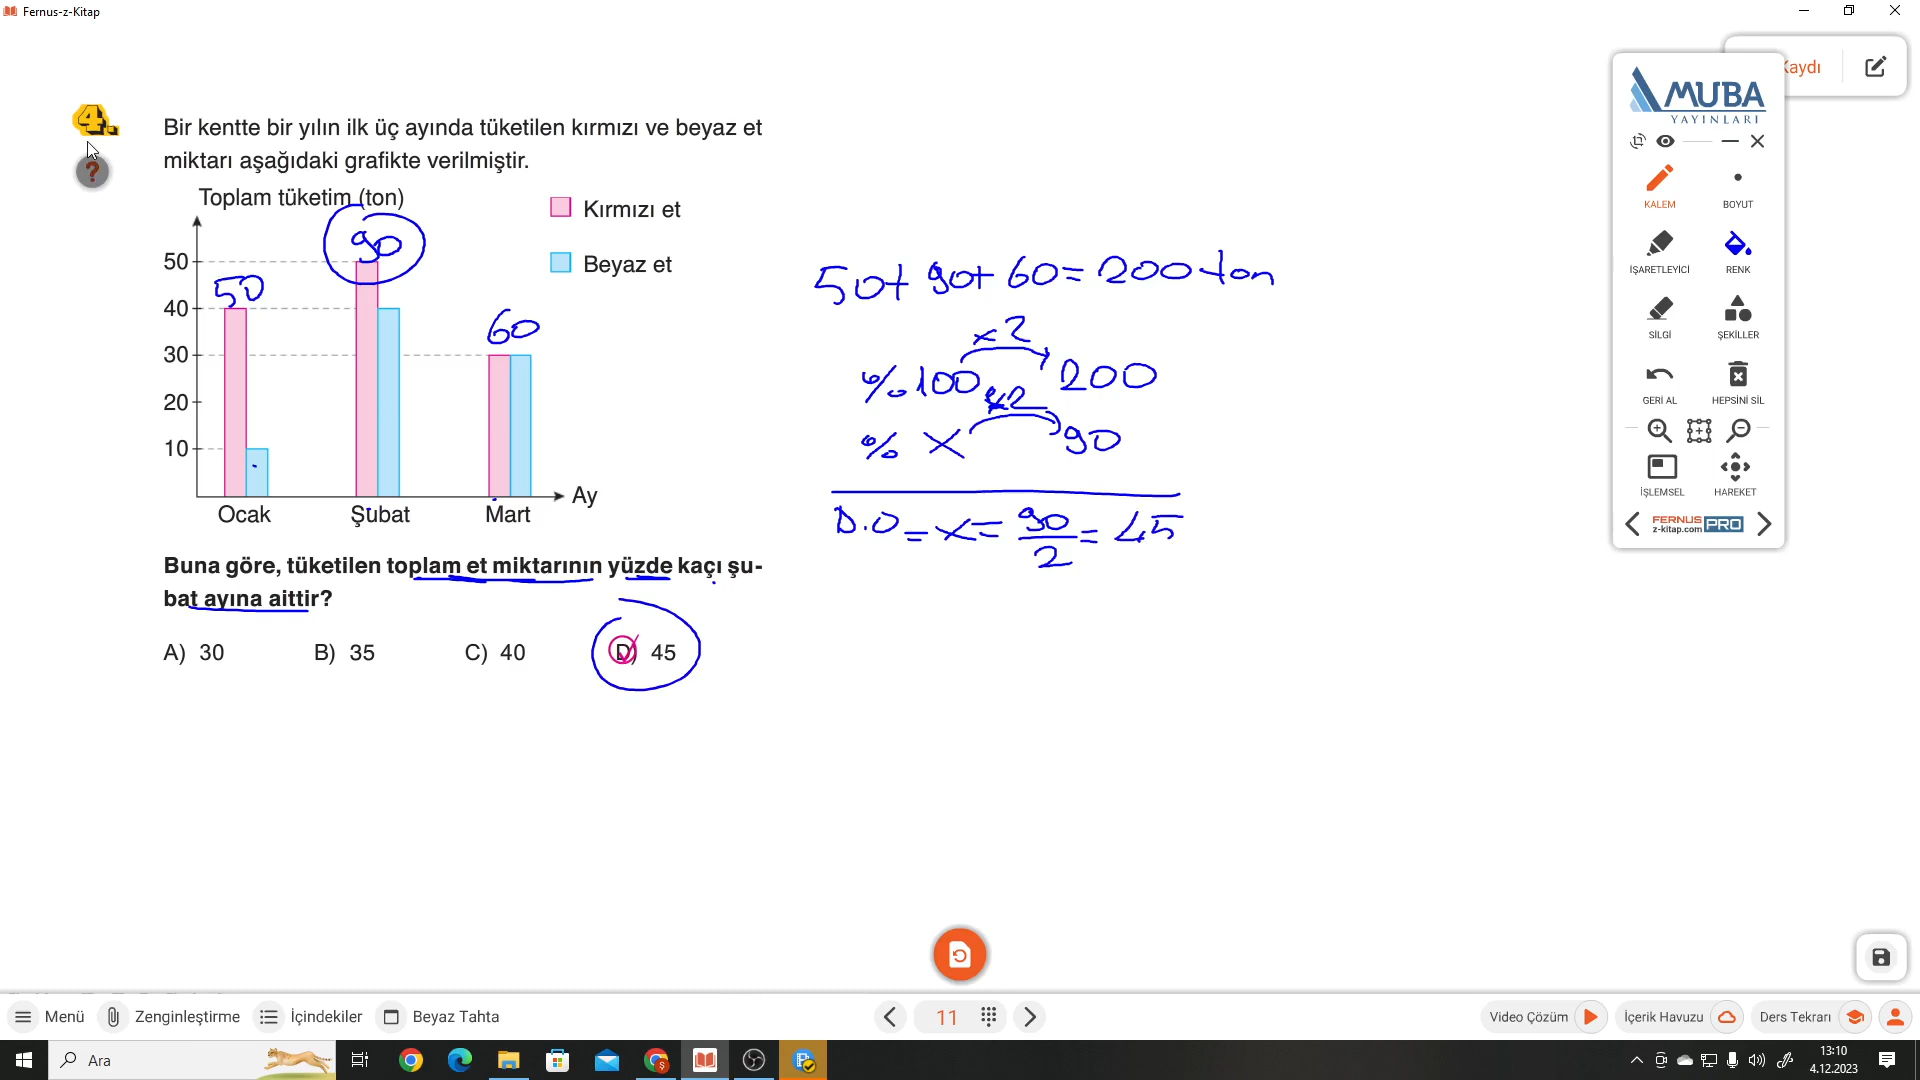 Fernus-z-Kitap
Kaydı
MUBA
YAYINLARI
4.
Bir kentte bir yılın ilk üç ayında tüketilen kırmızı ve beyaz et
miktarı aşağıdaki grafikte verilmiştir.
?
Toplam tüketim (ton)
Kırmızı et
Beyaz et
90
50
60
50
40
30
20
10
Ay
Ocak Şubat Mart
50+ 90+ 60=200 ton
x2
%100 200
x2
% X 90
D.O = x = 90/2 = 45
Buna göre, tüketilen toplam et miktarının yüzde kaçı şu-
bat ayına aittir?
A) 30 B) 35 C) 40 D) 45
KALEM BOYUT
İŞARETLEYİCİ RENK
SİLGİ ŞEKİLLER
GERİ AL HEPSİNİ SİL
İŞLEMSEL HAREKET
FERNUS
z-kitap.com PRO
Menü Zenginleştirme İçindekiler Beyaz Tahta 11 Video Çözüm İçerik Havuzu Ders Tekrarı
Ara
13:10
4.12.2023